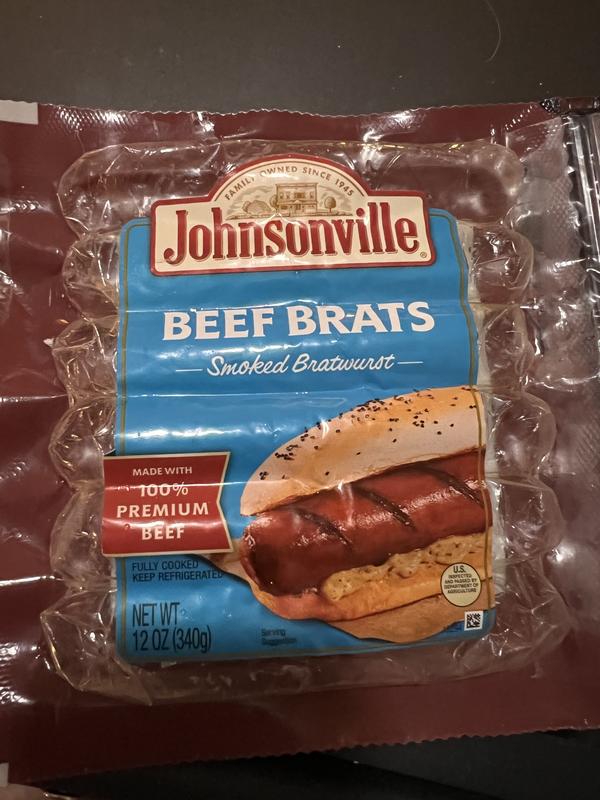 FAMILY OWNED SINCE 1945
Johnsonville®
BEEF BRATS
Smoked Bratwurst
MADE WITH
100%
PREMIUM
BEEF
FULLY COOKED
KEEP REFRIGERATED
NET WT
12 OZ (340g)
Serving
Suggestion
U.S.
INSPECTED
AND PASSED BY
DEPARTMENT OF
AGRICULTURE